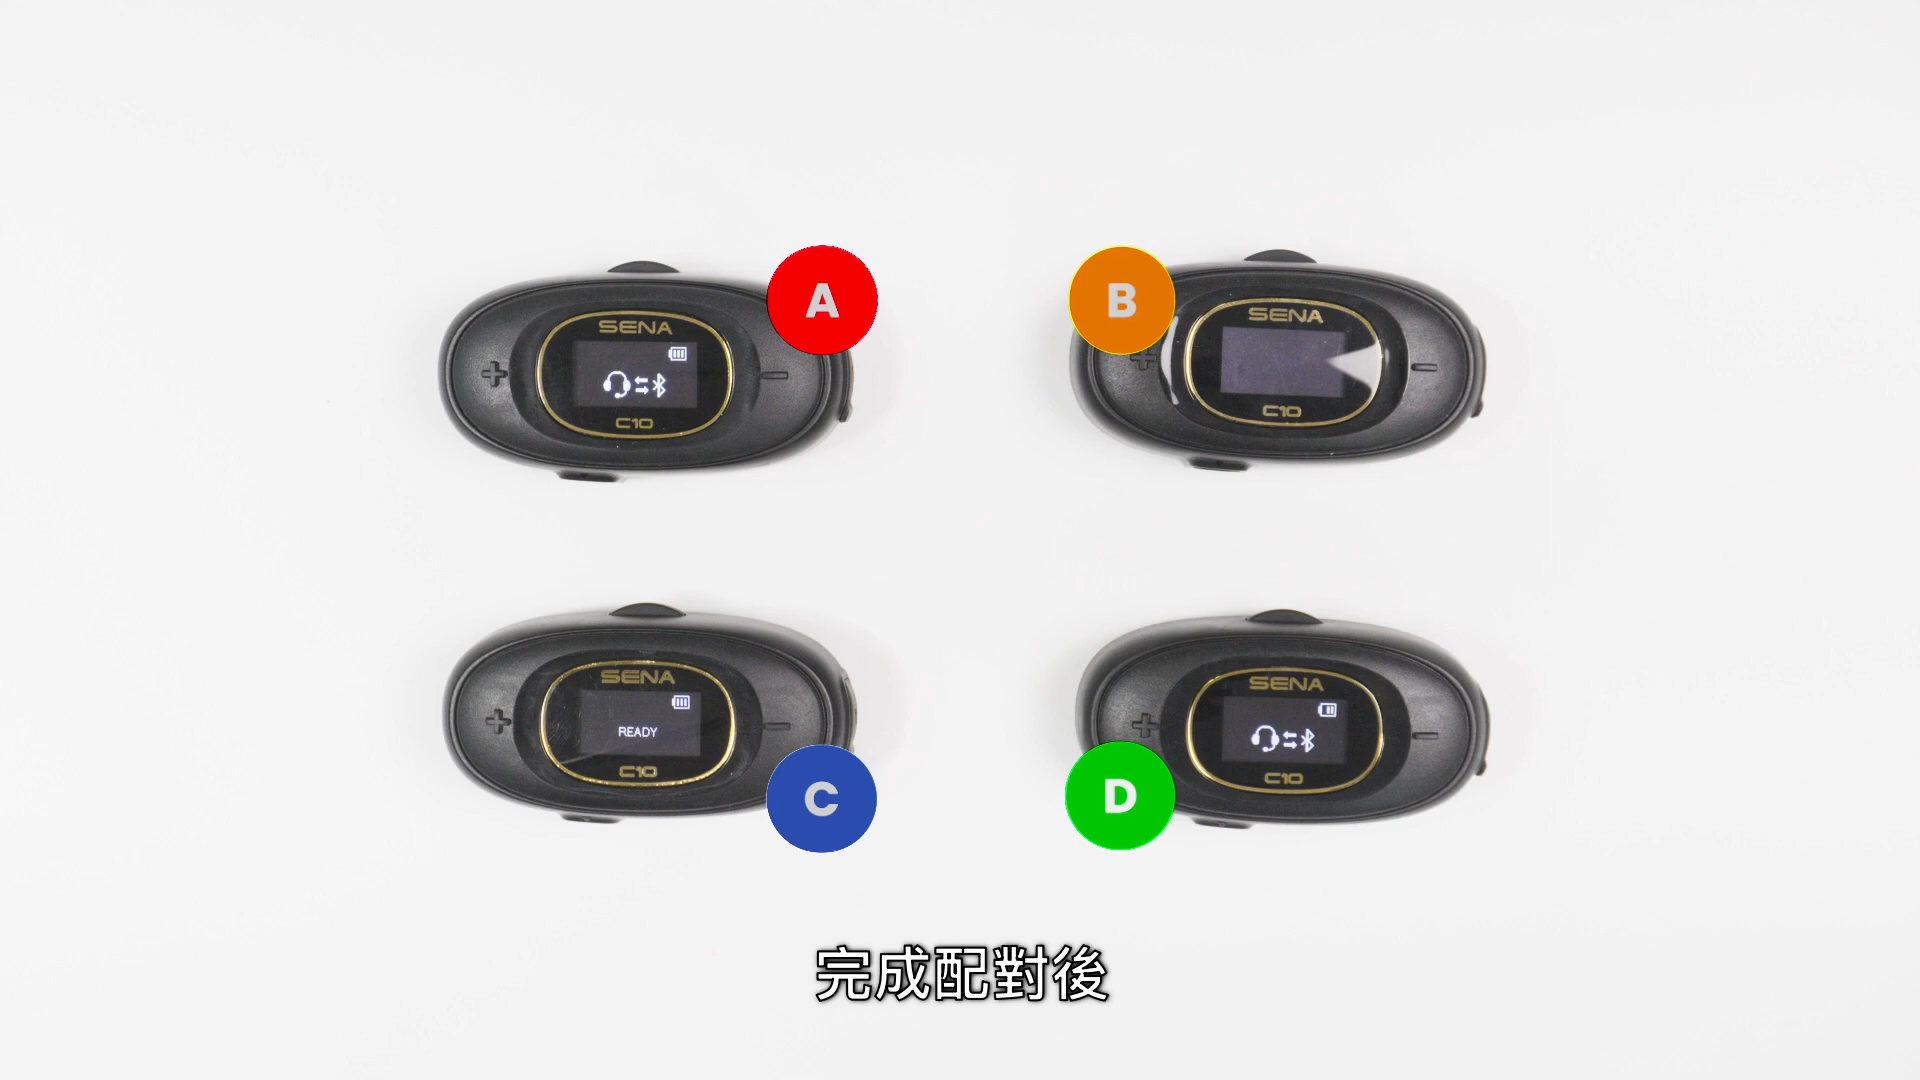 A
B
SENA
SENA
C10
C10
SENA
SENA
READY
C10
C10
C
D
完成配對後